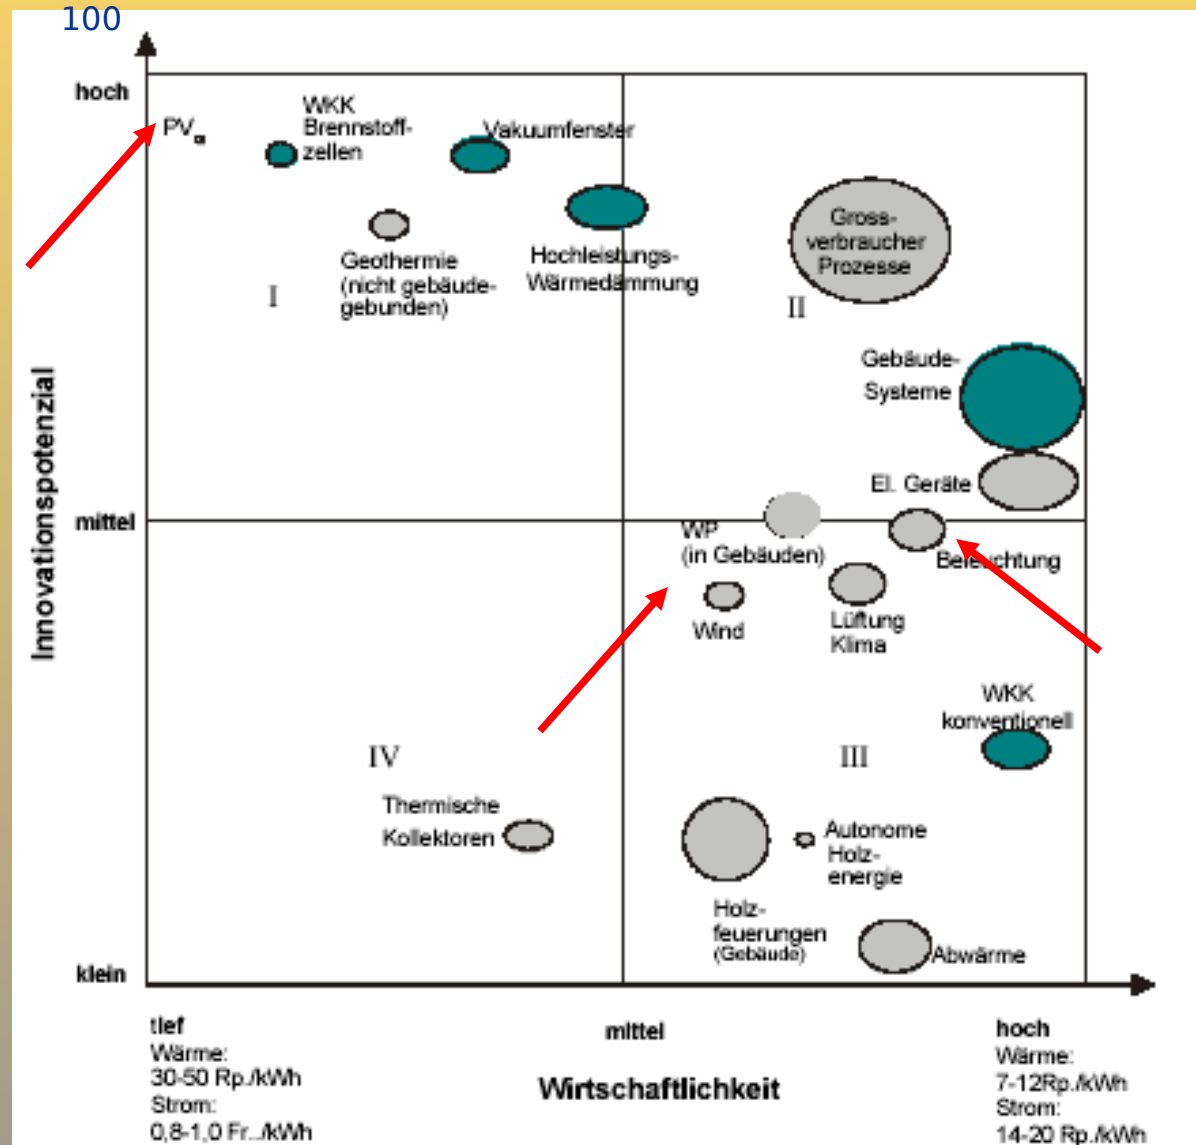 100
hoch
PV
WKK
Brennstoff-
zellen
Vakuumfenster
Geothermie
(nicht gebäude-
gebunden)
Hochleistungs-
Wärmedämmung
Gross-
verbraucher
Prozesse
I
II
Gebäude-
Systeme
El. Geräte
Innovationspotenzial
mittel
WP
(in Gebäuden)
Beleuchtung
Wind
Lüftung
Klima
WKK
konventionell
IV
III
Thermische
Kollektoren
Autonome
Holz-
energie
Holz-
feuerungen
(Gebäude)
Abwärme
klein
tief
Wärme:
30-50 Rp./kWh
Strom:
0,8-1,0 Fr../kWh
mittel
Wirtschaftlichkeit
hoch
Wärme:
7-12Rp./kWh
Strom:
14-20 Rp./kWh